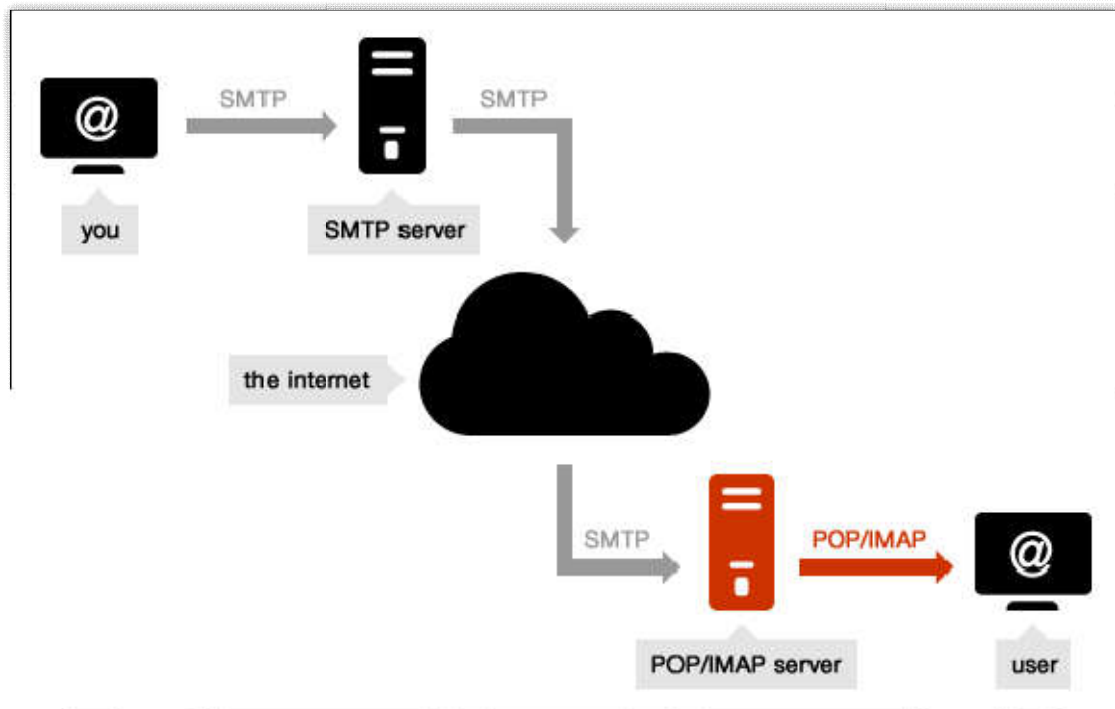 SMTP
SMTP
@
you
SMTP server
the internet
SMTP
POP/IMAP
@
POP/IMAP server
user